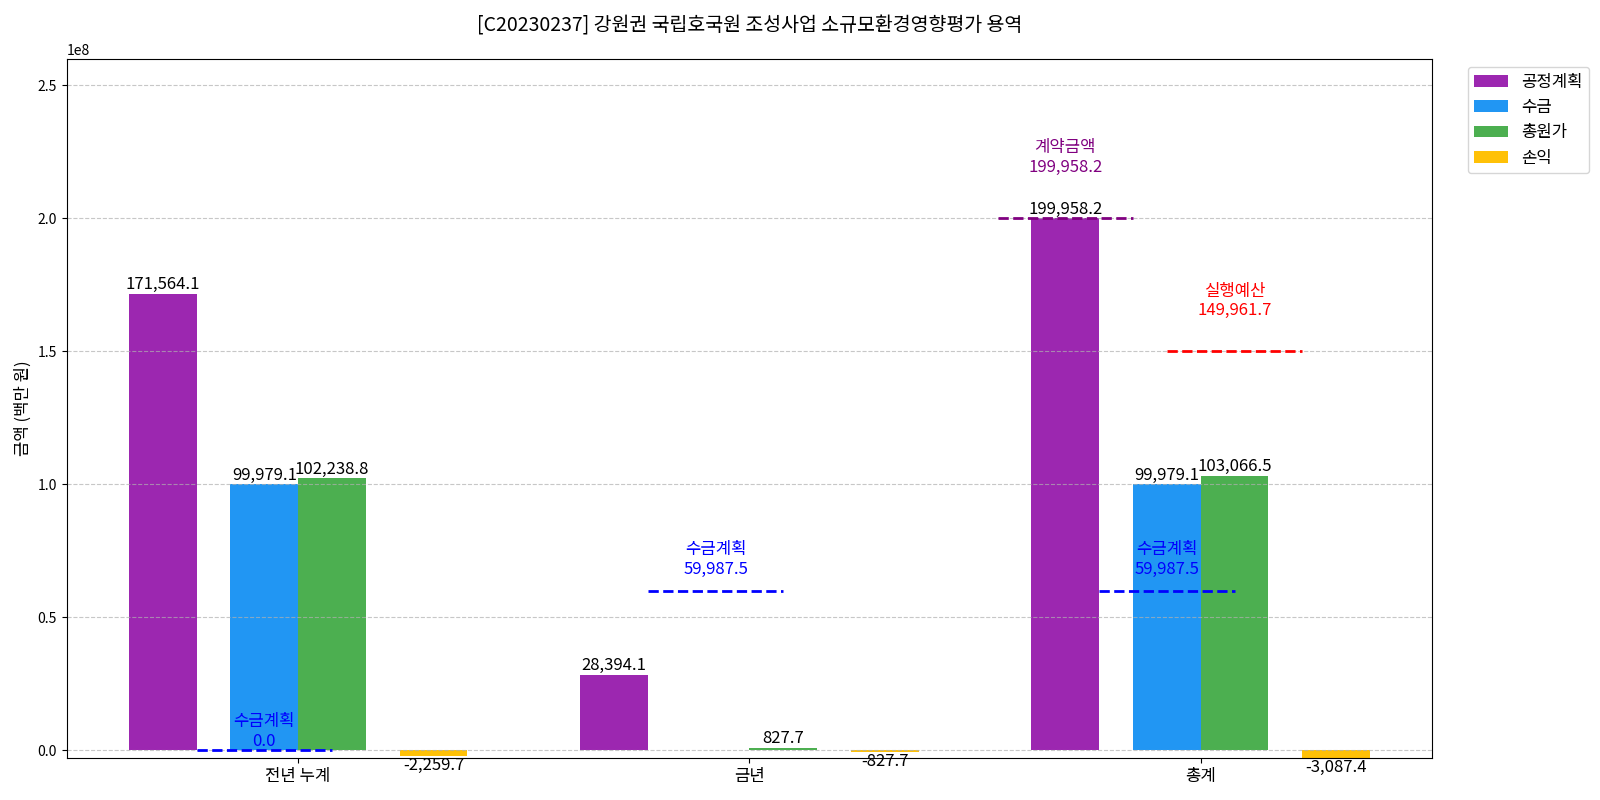 [C20230237] 강원권 국립호국원 조성사업 소규모환경영향평가 용역
1e8
금액 (백만 원)
2.5
2.0
1.5
1.0
0.5
0.0
공정계획
수금
총원가
손익
계약금액
199,958.2
199,958.2
실행예산
149,961.7
171,564.1
99,979.1
102,238.8
수금계획
0.0
-2,259.7
28,394.1
수금계획
59,987.5
827.7
-827.7
99,979.1
103,066.5
수금계획
59,987.5
-3,087.4
전년 누계
금년
총계